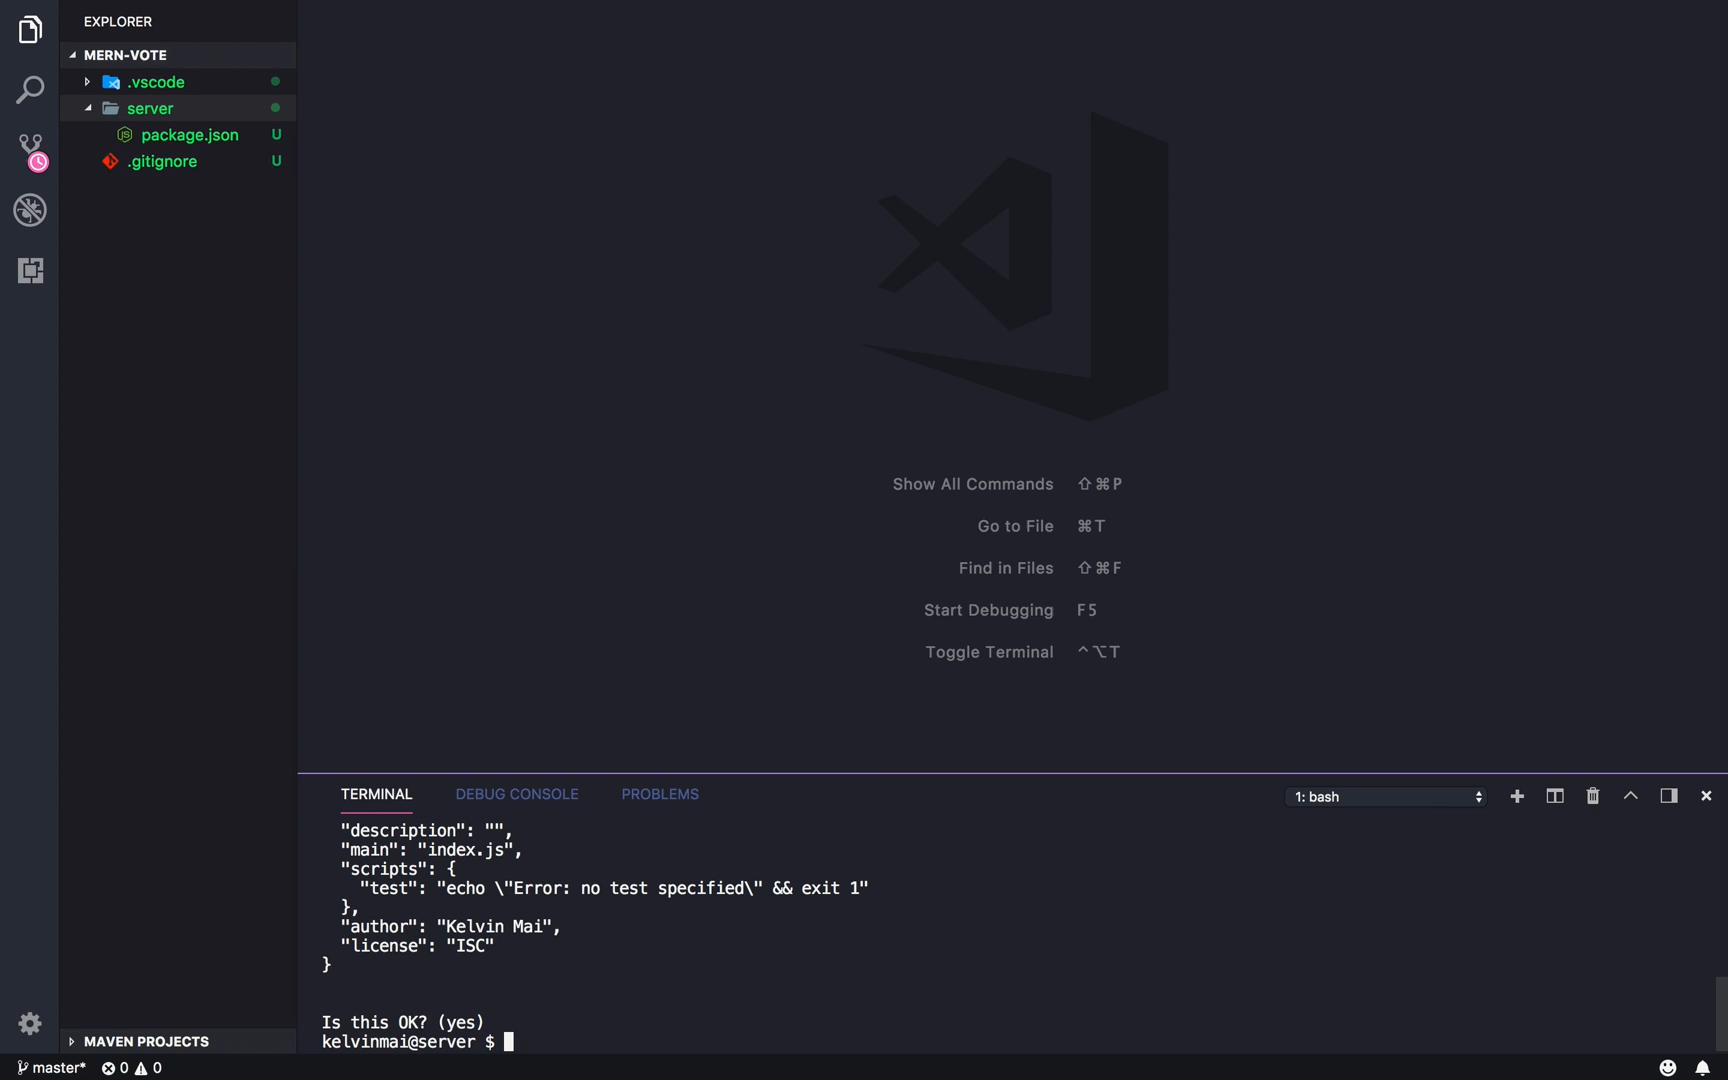 EXPLORER
MERN-VOTE
.vscode
server
package.json U
.gitignore U
MAVEN PROJECTS
Show All Commands ⇧⌘P
Go to File ⌘T
Find in Files ⇧⌘F
Start Debugging F5
Toggle Terminal ^⌥T
TERMINAL DEBUG CONSOLE PROBLEMS 1: bash
"description": "",
"main": "index.js",
"scripts": {
"test": "echo \"Error: no test specified\" && exit 1"
},
"author": "Kelvin Mai",
"license": "ISC"
}
Is this OK? (yes)
kelvinmai@server $
master* 0 0